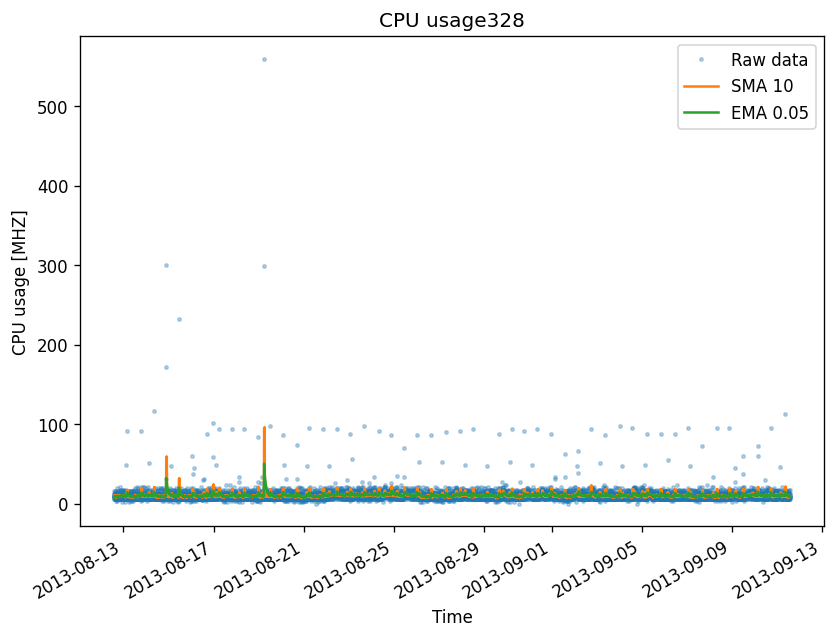 CPU usage328
Raw data
SMA 10
EMA 0.05
CPU usage [MHZ]
500
400
300
200
100
0
2013-08-13
2013-08-17
2013-08-21
2013-08-25
2013-08-29
2013-09-01
2013-09-05
2013-09-09
2013-09-13
Time